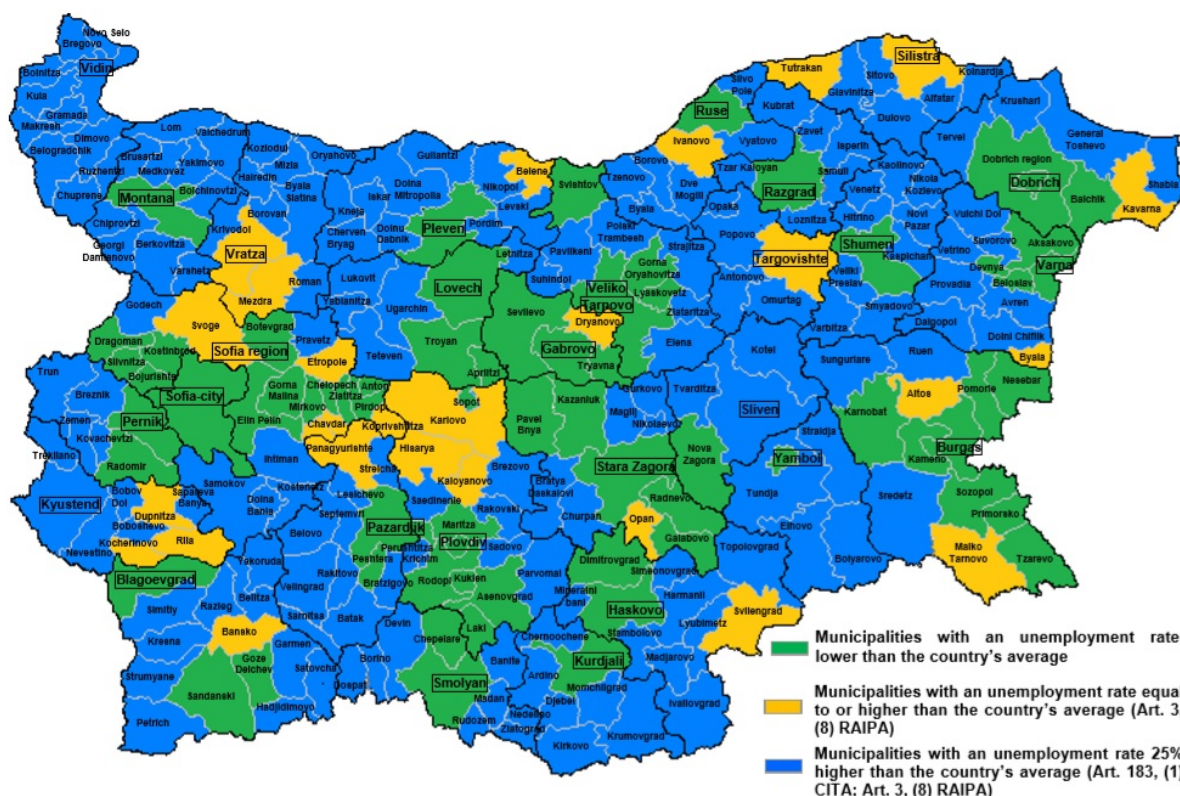 Novo Selo
Bregovo
Vidin
Boinitza
Kula
Gramada
Makresh
Dimovo
Belogradchik
Ruzhentzi
Chuprene
Lom
Valchedrum
Brusartzi
Yakimovo
Medkovaz
Boichinovtzi
Montana
Chiprovtzi
Georgi
Damianovo
Berkovitza
Varshetz
Kozlodui
Mizia
Oryahovo
Hairedin
Byala
Slatina
Borovan
Krivodol
Vratza
Mezdra
Roman
Kneja
Iskar
Dolna
Mitropolia
Guliantzi
Nikopol
Belene
Levski
Dolni
Dabnik
Cherven
Bryag
Pleven
Pordim
Svishtov
Letnitza
Lukovit
Yablanitza
Ugarchin
Lovech
Troyan
Teteven
Apriltzi
Pavlikeni
Suhindol
Polski
Trambesh
Strajitza
Gorna
Oryahovitza
Lyaskovetz
Veliko
Tarnovo
Zlataritza
Elena
Sevlievo
Dryanovo
Gabrovo
Tryavna
Ruse
Slivo
Pole
Ivanovo
Borovo
Tzenovo
Byala
Dve
Mogili
Vyatovo
Tutrakan
Silistra
Sitovo
Glavinitza
Kainardja
Alfatar
Dulovo
Kubrat
Zavet
Isperih
Tzar Kaloyan
Razgrad
Samuil
Loznitza
Opaka
Popovo
Targovishte
Antonovo
Omurtag
Kaolinovo
Nikola
Kozlevo
Venetz
Hitrino
Novi
Pazar
Shumen
Kaspichan
Veliki
Preslav
Smyadovo
Varbitza
Krushari
General
Toshevo
Tervel
Dobrich region
Dobrich
Balchik
Shabla
Kavarna
Vulchi Dol
Suvorovo
Vetrino
Devnya
Aksakovo
Varna
Beloslav
Provadia
Avren
Dalgopol
Dolni Chiflik
Byala
Godech
Svoge
Botevgrad
Dragoman
Slivnitza
Kostinbrod
Sofia region
Pravetz
Etropole
Bojurishte
Sofia-city
Gorna
Malina
Chelopech
Anton
Zlatitza
Pirdop
Mirkovo
Elin Pelin
Chavdar
Koprivshtitza
Ihtiman
Samokov
Kostenetz
Dolna
Bania
Trun
Breznik
Pernik
Zemen
Kovachevtzi
Radomir
Trekliano
Kyustend
Bobov
Dol
Sapareva
Banya
Dupnitza
Boboshevo
Kocherinovo
Rila
Nevestino
Blagoevgrad
Simitly
Razlog
Belitza
Yakoruda
Kresna
Bansko
Garmen
Strumyane
Goze
Delchev
Sandanski
Satovcha
Hadjidimovo
Petrich
Panagyurishte
Strelcha
Lesichevo
Septemvri
Pazardjik
Belovo
Peshtera
Bratzigovo
Velingrad
Rakitovo
Batak
Sarnitsa
Karlovo
Sopot
Hisarya
Kaloyanovo
Brezovo
Saedinenie
Rakovski
Maritza
Plovdiv
Perushtitza
Krichim
Rodopi
Kuklen
Sadovo
Asenovgrad
Parvomai
Laki
Devin
Borino
Dospat
Chepelare
Smolyan
Banite
Madan
Rudozem
Nedelino
Zlatograd
Kazanluk
Pavel
Bnya
Maglij
Gurkovo
Nikolaevo
Stara Zagora
Bratya
Daskalovi
Churpan
Opan
Radnevo
Galabovo
Nova
Zagora
Tvarditza
Kotel
Sliven
Yambol
Straldja
Tundja
Elhovo
Bolyarovo
Sungurlare
Ruen
Karnobat
Aitos
Pomorie
Nesebar
Burgas
Kameno
Sredetz
Sozopol
Primorsko
Malko
Tarnovo
Tzarevo
Dimitrovgrad
Simeonovgrad
Topolovgrad
Mineralni
bani
Haskovo
Harmanli
Lyubimetz
Svilengrad
Stambolovo
Madjarovo
Ivailovgrad
Chernoochene
Kurdjali
Ardino
Momchilgrad
Djebel
Kirkovo
Krumovgrad
Municipalities with an unemployment rate
lower than the country's average
Municipalities with an unemployment rate equal
to or higher than the country's average (Art. 3,
(8) RAIPA)
Municipalities with an unemployment rate 25%
higher than the country's average (Art. 183, (1)
CITA; Art. 3, (8) RAIPA)